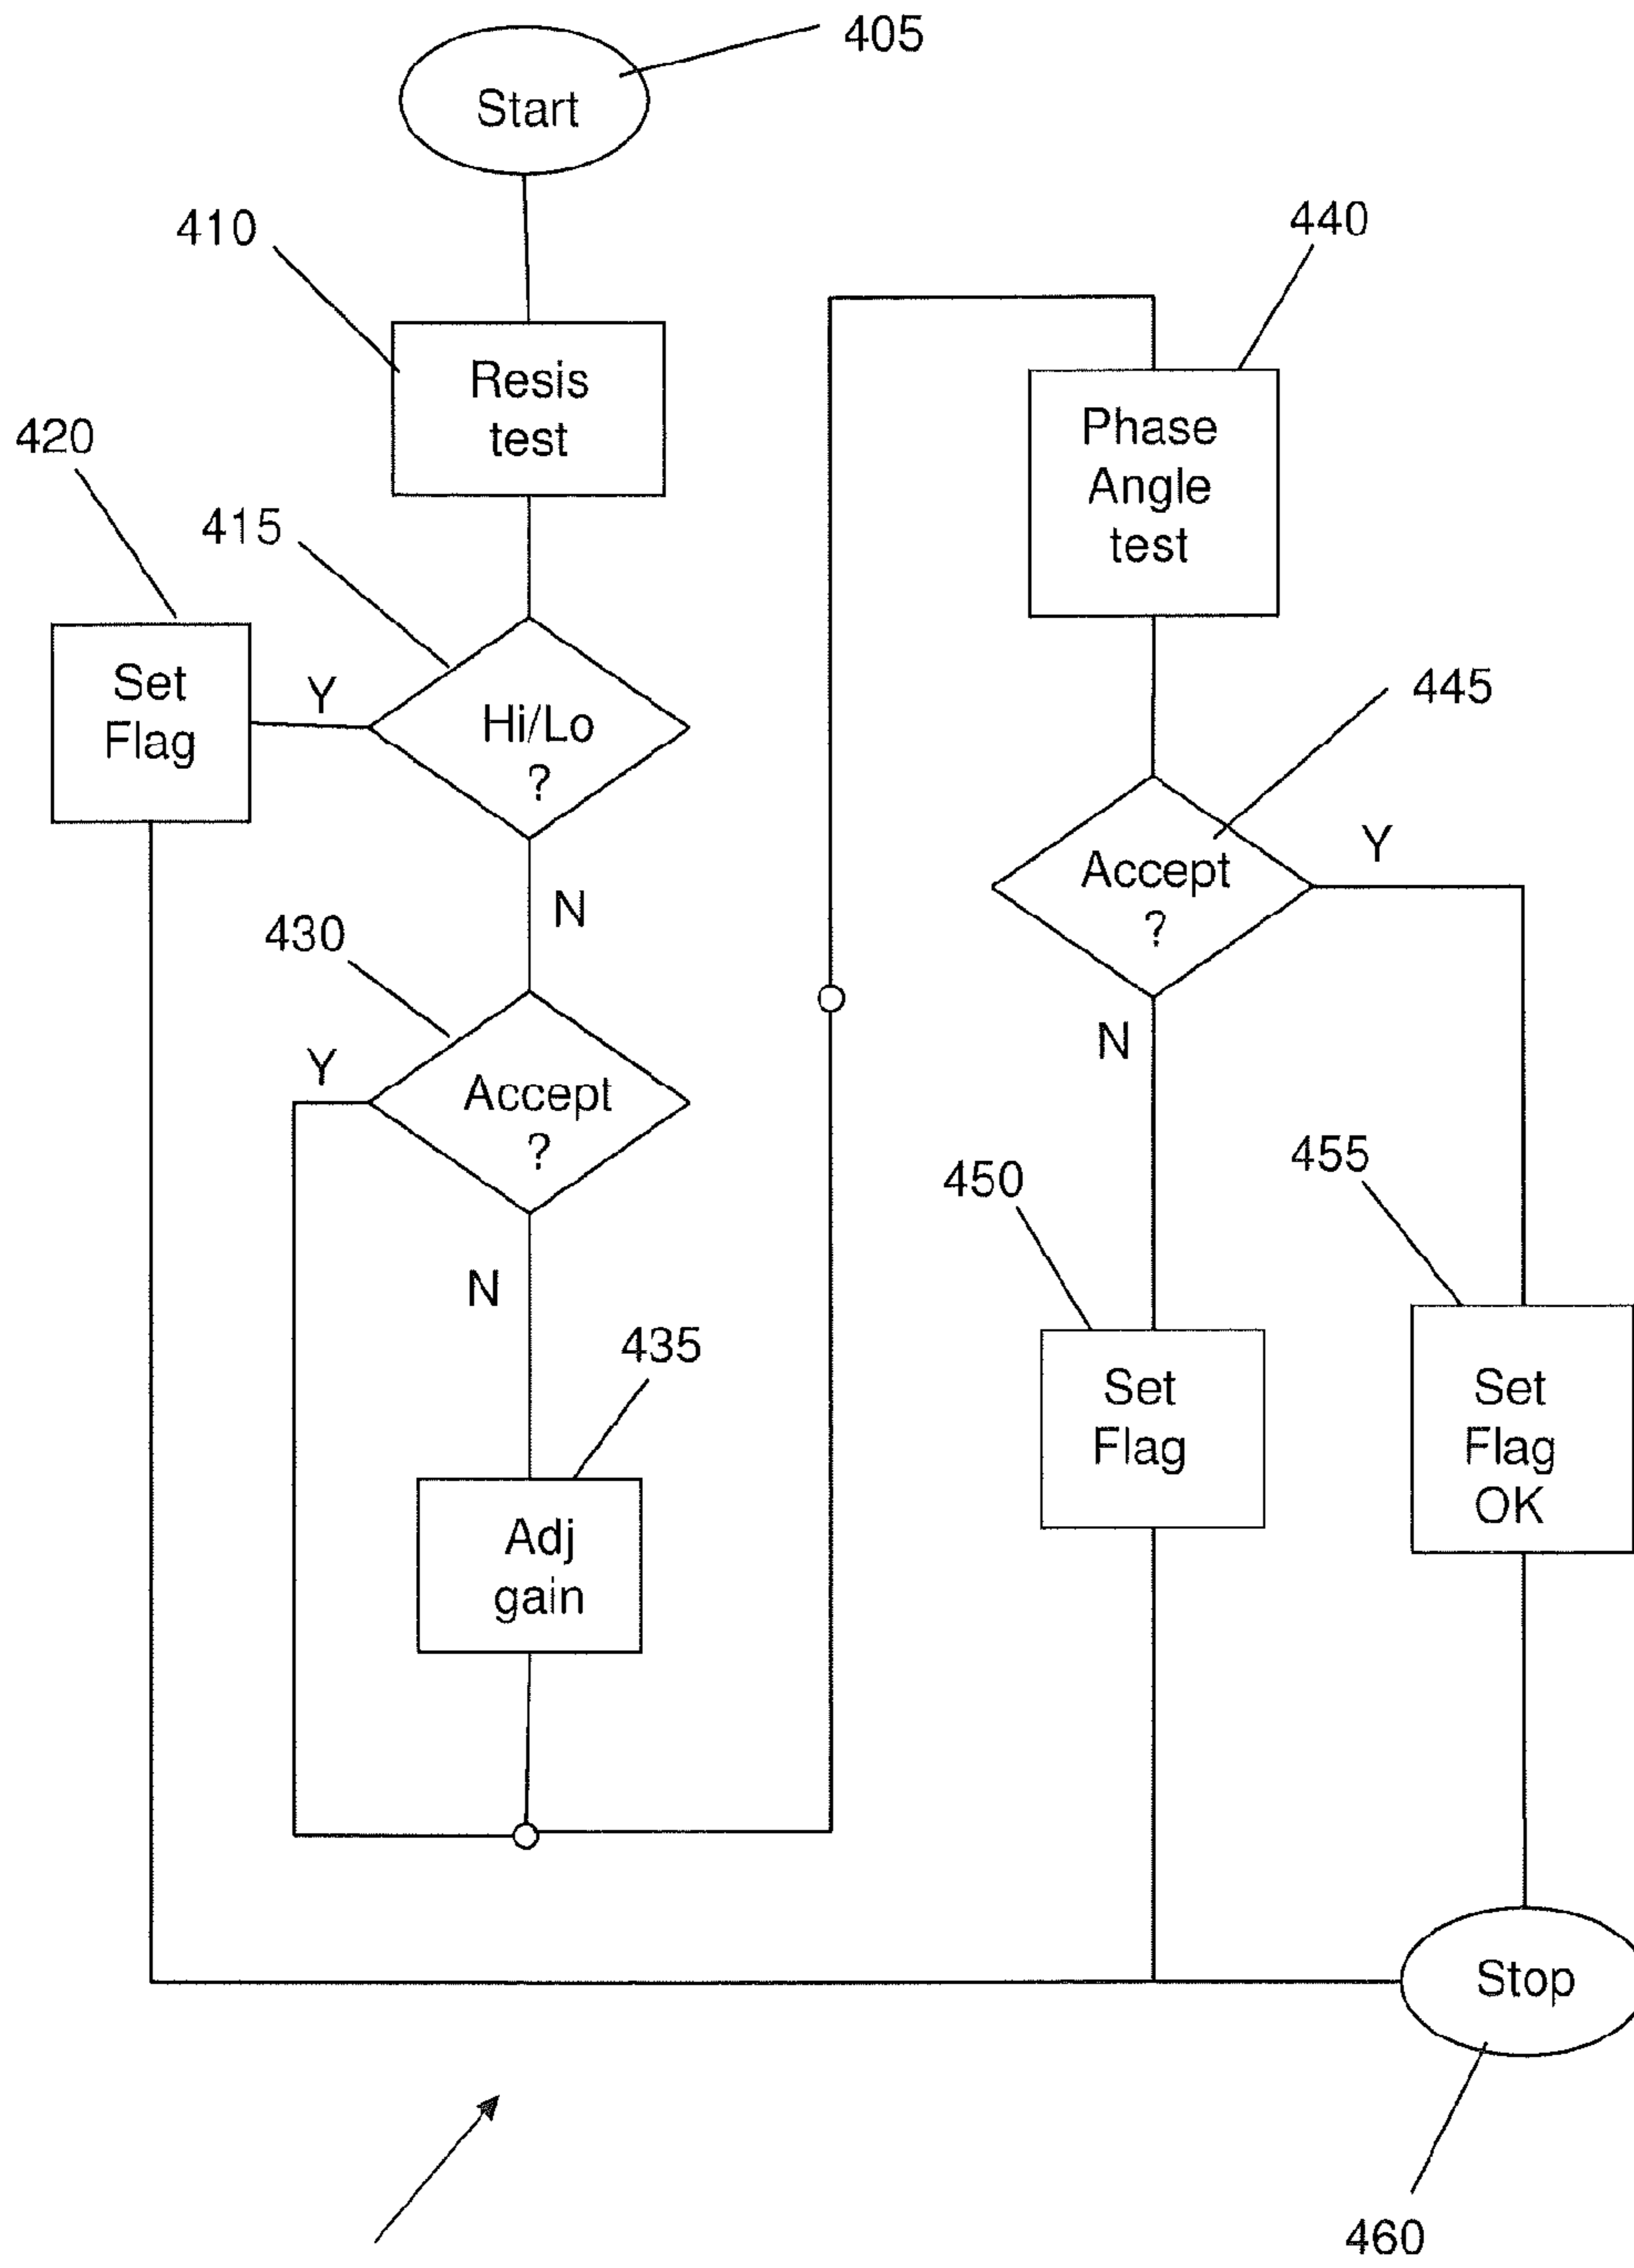 405
Start
410
Resis
test
420
415
Set
Flag
Y
Hi/Lo
?
N
430
Y
Accept
?
N
435
Adj
gain
440
Phase
Angle
test
445
Accept
?
Y
N
450
455
Set
Flag
Set
Flag
OK
Stop
460